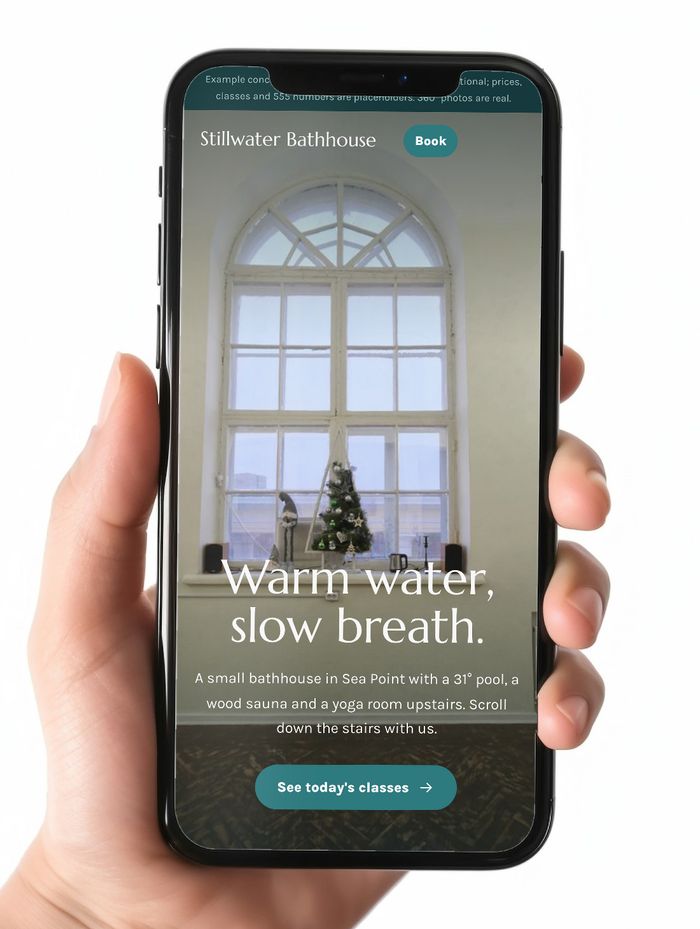 Example conc tional; prices,
classes and 555 numbers are placeholders. 360° photos are real.
Stillwater Bathhouse
Book
Warm water,
slow breath.
A small bathhouse in Sea Point with a 31° pool, a
wood sauna and a yoga room upstairs. Scroll
down the stairs with us.
See today's classes →